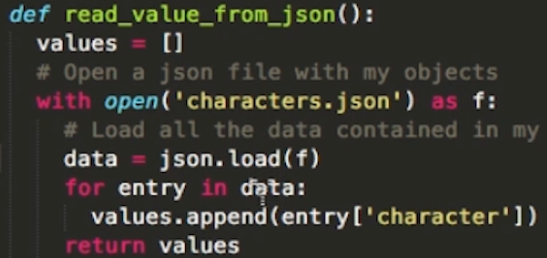 def read_value_from_json():
values = []
# Open a json file with my objects
with open('characters.json') as f:
# Load all the data contained in my
data = json.load(f)
for entry in data:
values.append(entry['character'])
return values